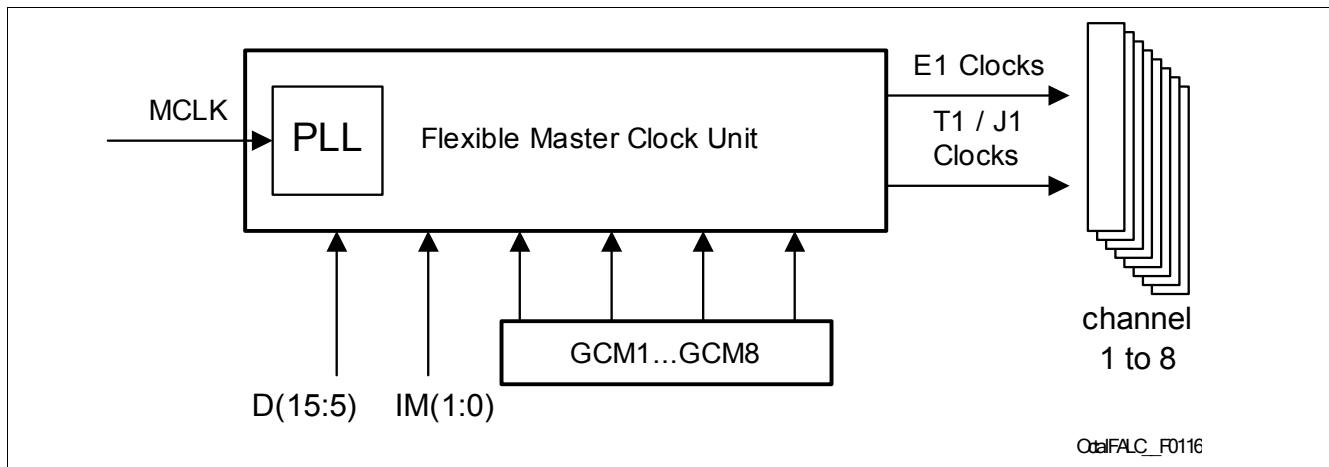 MCLK
PLL
Flexible Master Clock Unit
E1 Clocks
T1 / J1
Clocks
GCM1...GCM8
D(15:5)
IM(1:0)
channel
1 to 8
OctalFALC_F0116